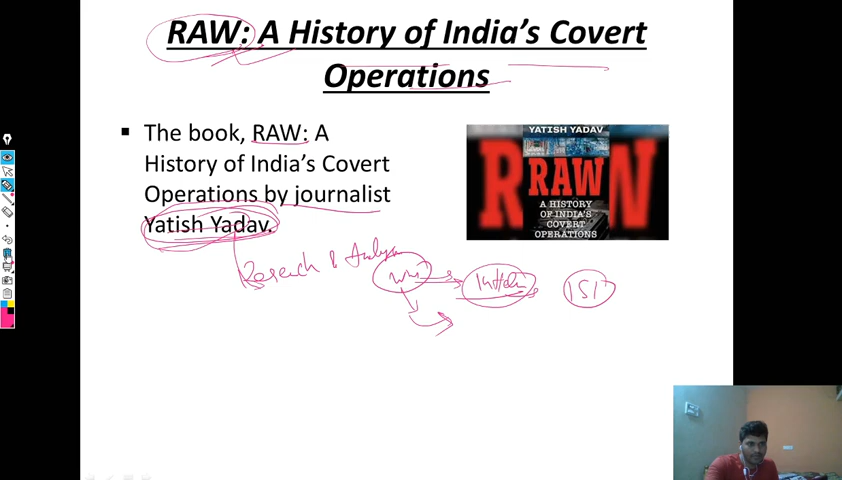 RAW: A History of India's Covert
Operations
▪ The book, RAW: A
History of India's Covert
Operations by journalist
Yatish Yadav.
YATISH YADAV
R RAW N
A HISTORY
OF INDIA'S
COVERT
OPERATIONS
Research & Analysis
ISI